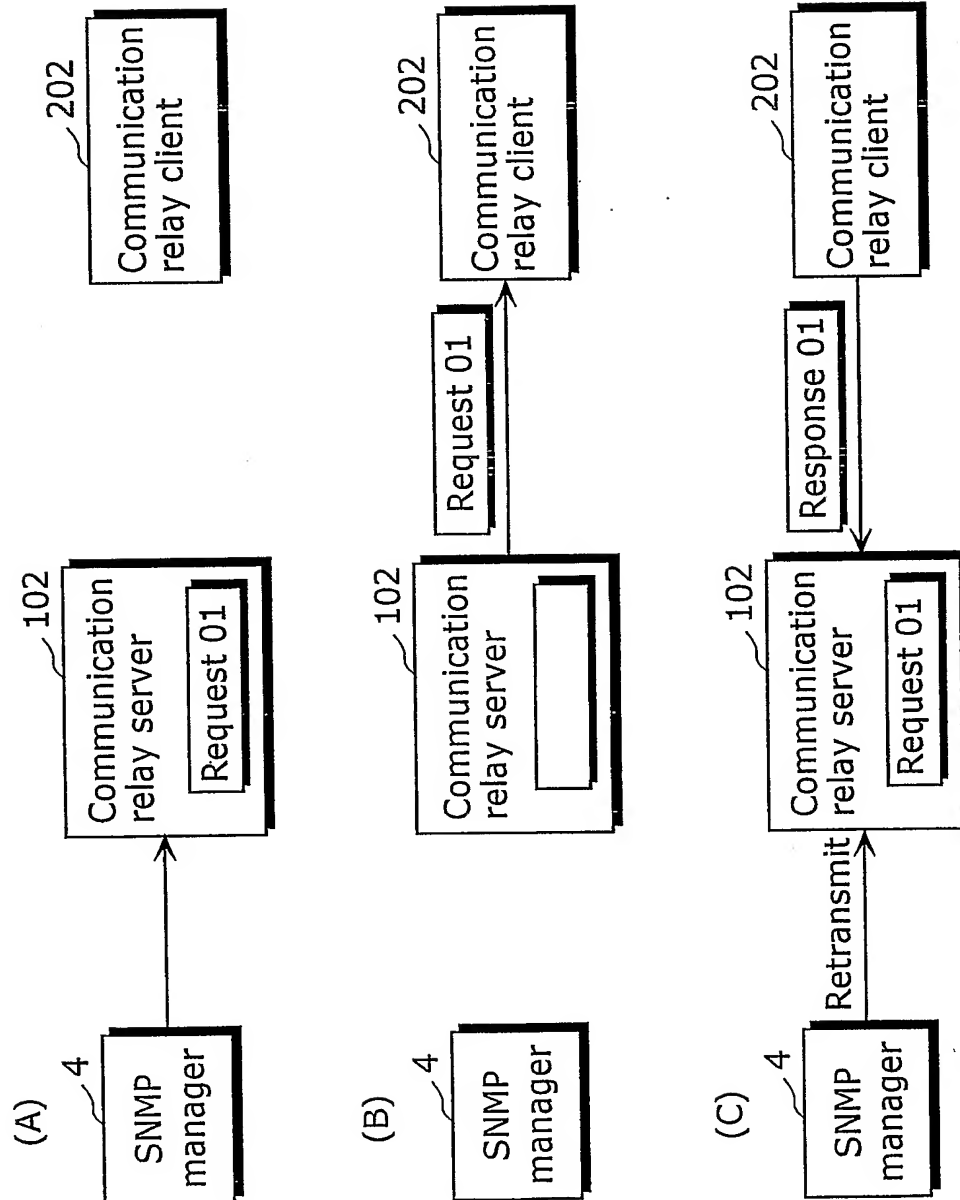 (A)
4
SNMP
manager
102
Communication
relay server
Request 01
202
Communication
relay client
(B)
4
SNMP
manager
102
Communication
relay server
Request 01
202
Communication
relay client
(C)
4
SNMP
manager
Retransmit
102
Communication
relay server
Request 01
Response 01
202
Communication
relay client